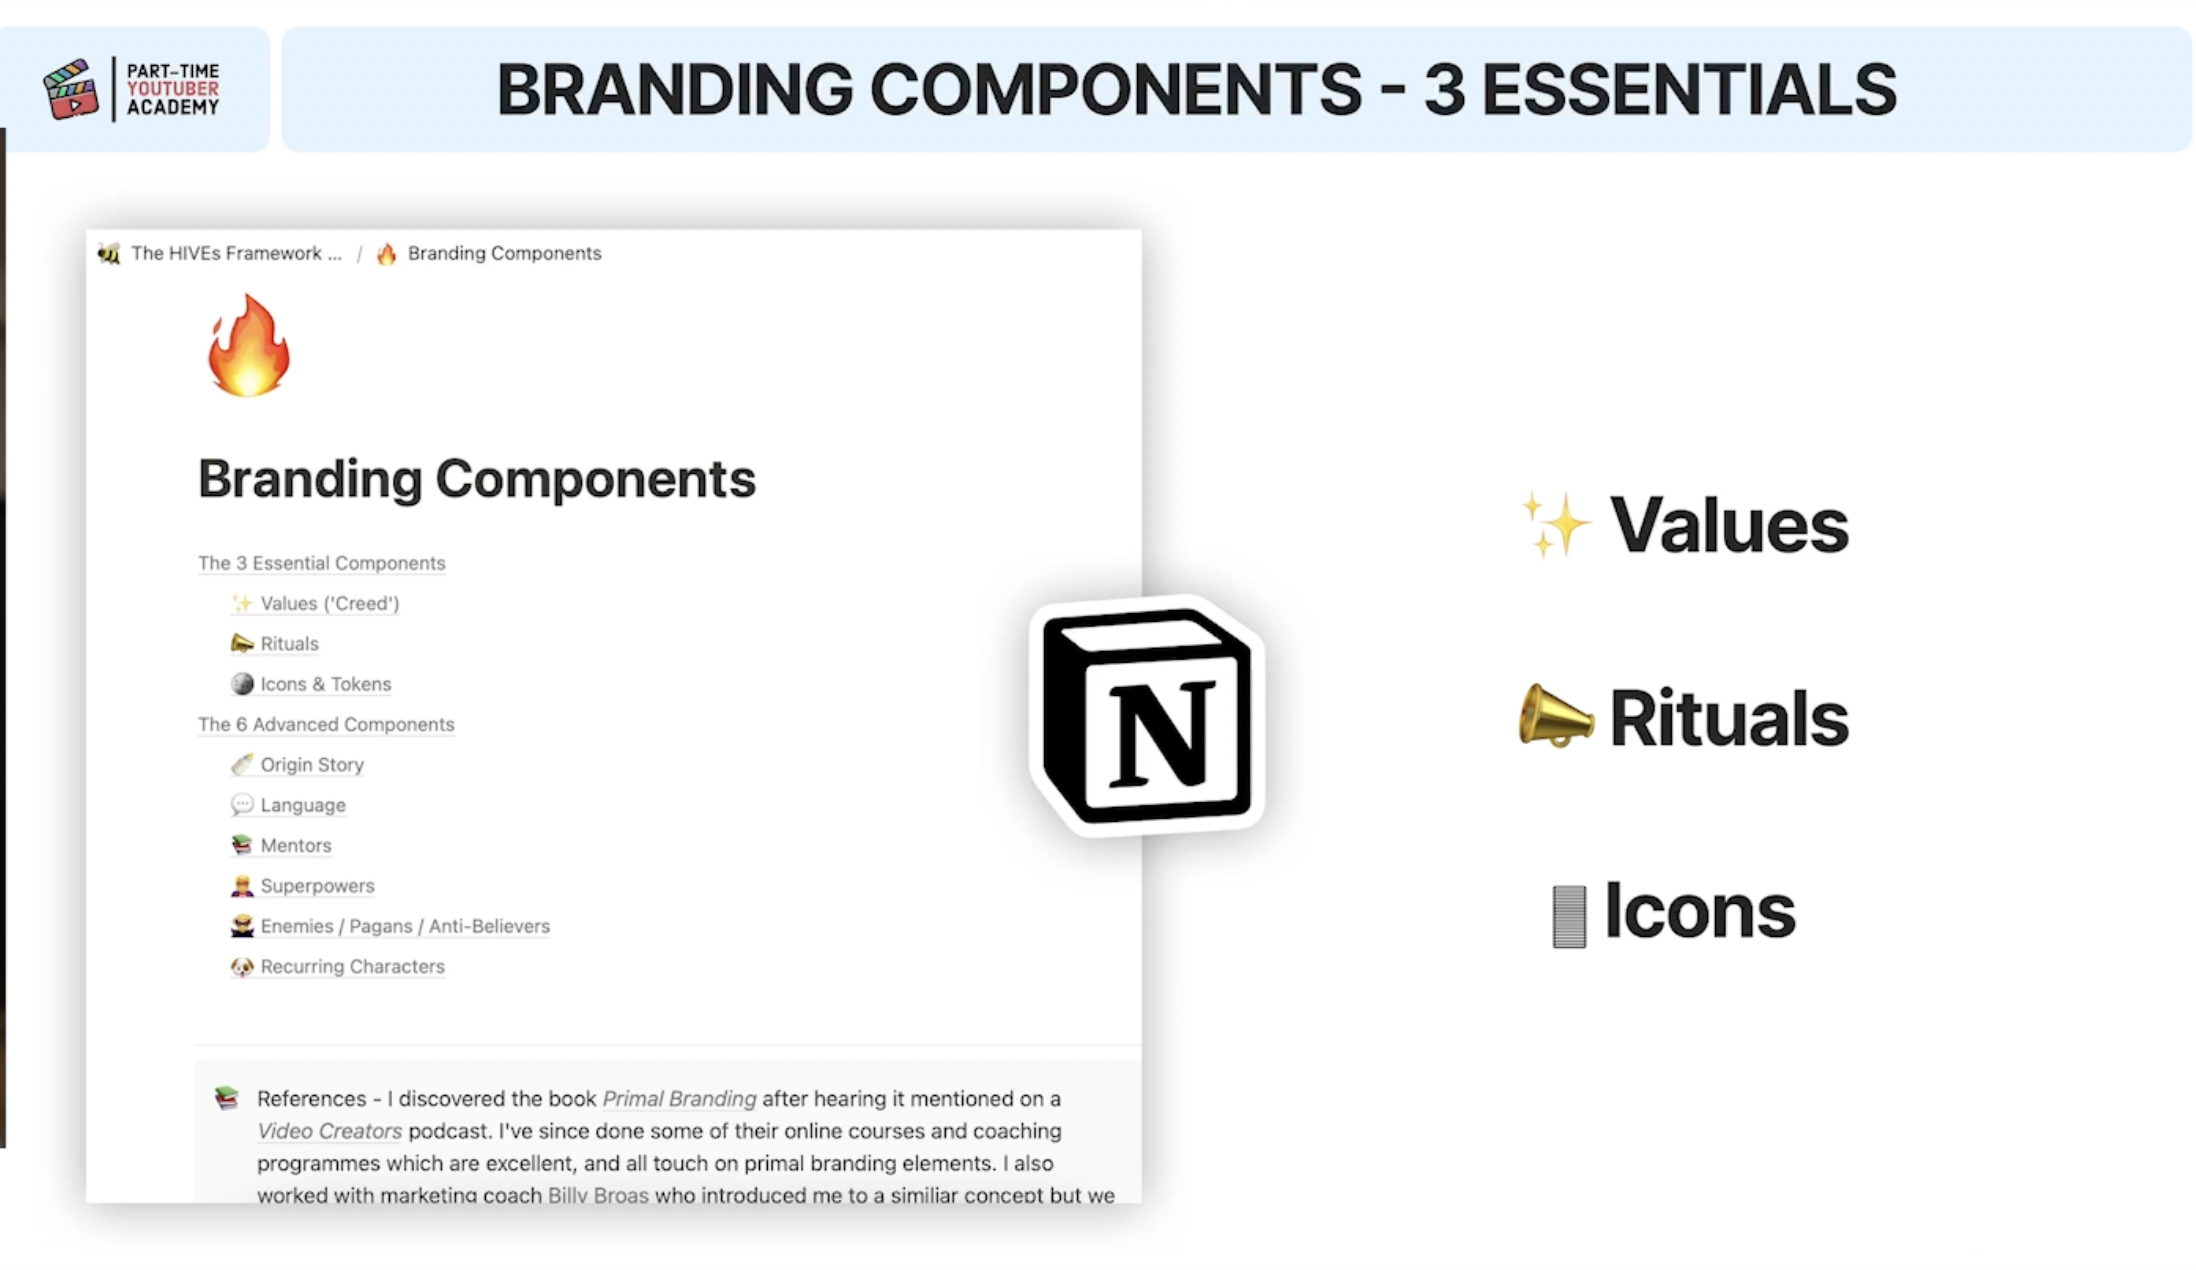 PART-TIME
YOUTUBER
ACADEMY
BRANDING COMPONENTS - 3 ESSENTIALS
The HIVEs Framework ... / Branding Components
Branding Components
The 3 Essential Components
Values ('Creed')
Rituals
Icons & Tokens
The 6 Advanced Components
Origin Story
Language
Mentors
Superpowers
Enemies / Pagans / Anti-Believers
Recurring Characters
References - I discovered the book Primal Branding after hearing it mentioned on a
Video Creators podcast. I've since done some of their online courses and coaching
programmes which are excellent, and all touch on primal branding elements. I also
worked with marketing coach Billy Broas who introduced me to a similiar concept but we
N
Values
Rituals
Icons